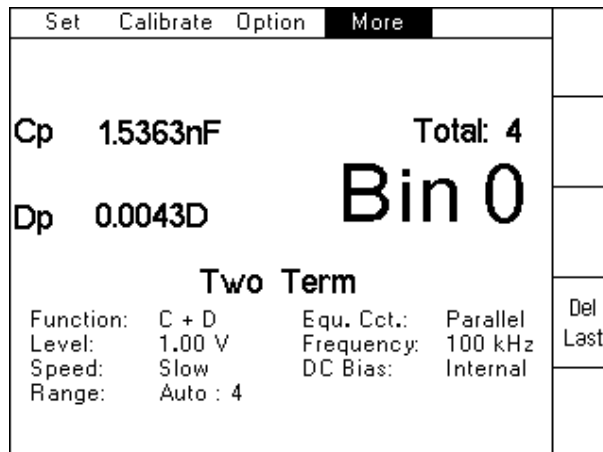 Set Calibrate Option More
Cp 1.5363nF Total: 4
Bin 0
Dp 0.0043D
Two Term
Function: C + D Equ. Cct.: Parallel
Level: 1.00 V Frequency: 100 kHz
Speed: Slow DC Bias: Internal
Range: Auto : 4
Del
Last